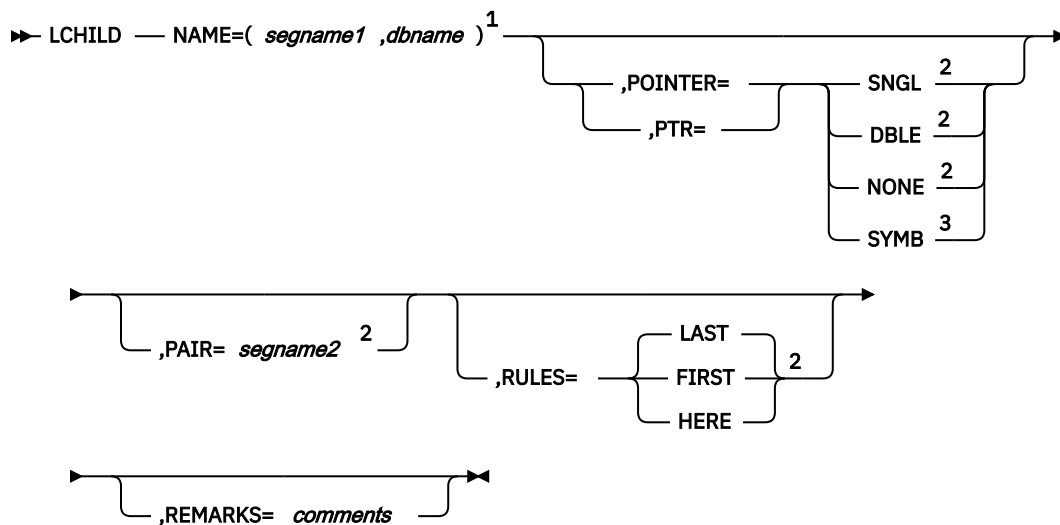 LCHILD NAME=( segname1 ,dbname ) 1
,POINTER= SNGL 2
,PTR= DBLE 2
NONE 2
SYMB 3
,PAIR= segname2 2
,RULES= LAST
FIRST 2
HERE
,REMARKS= comments